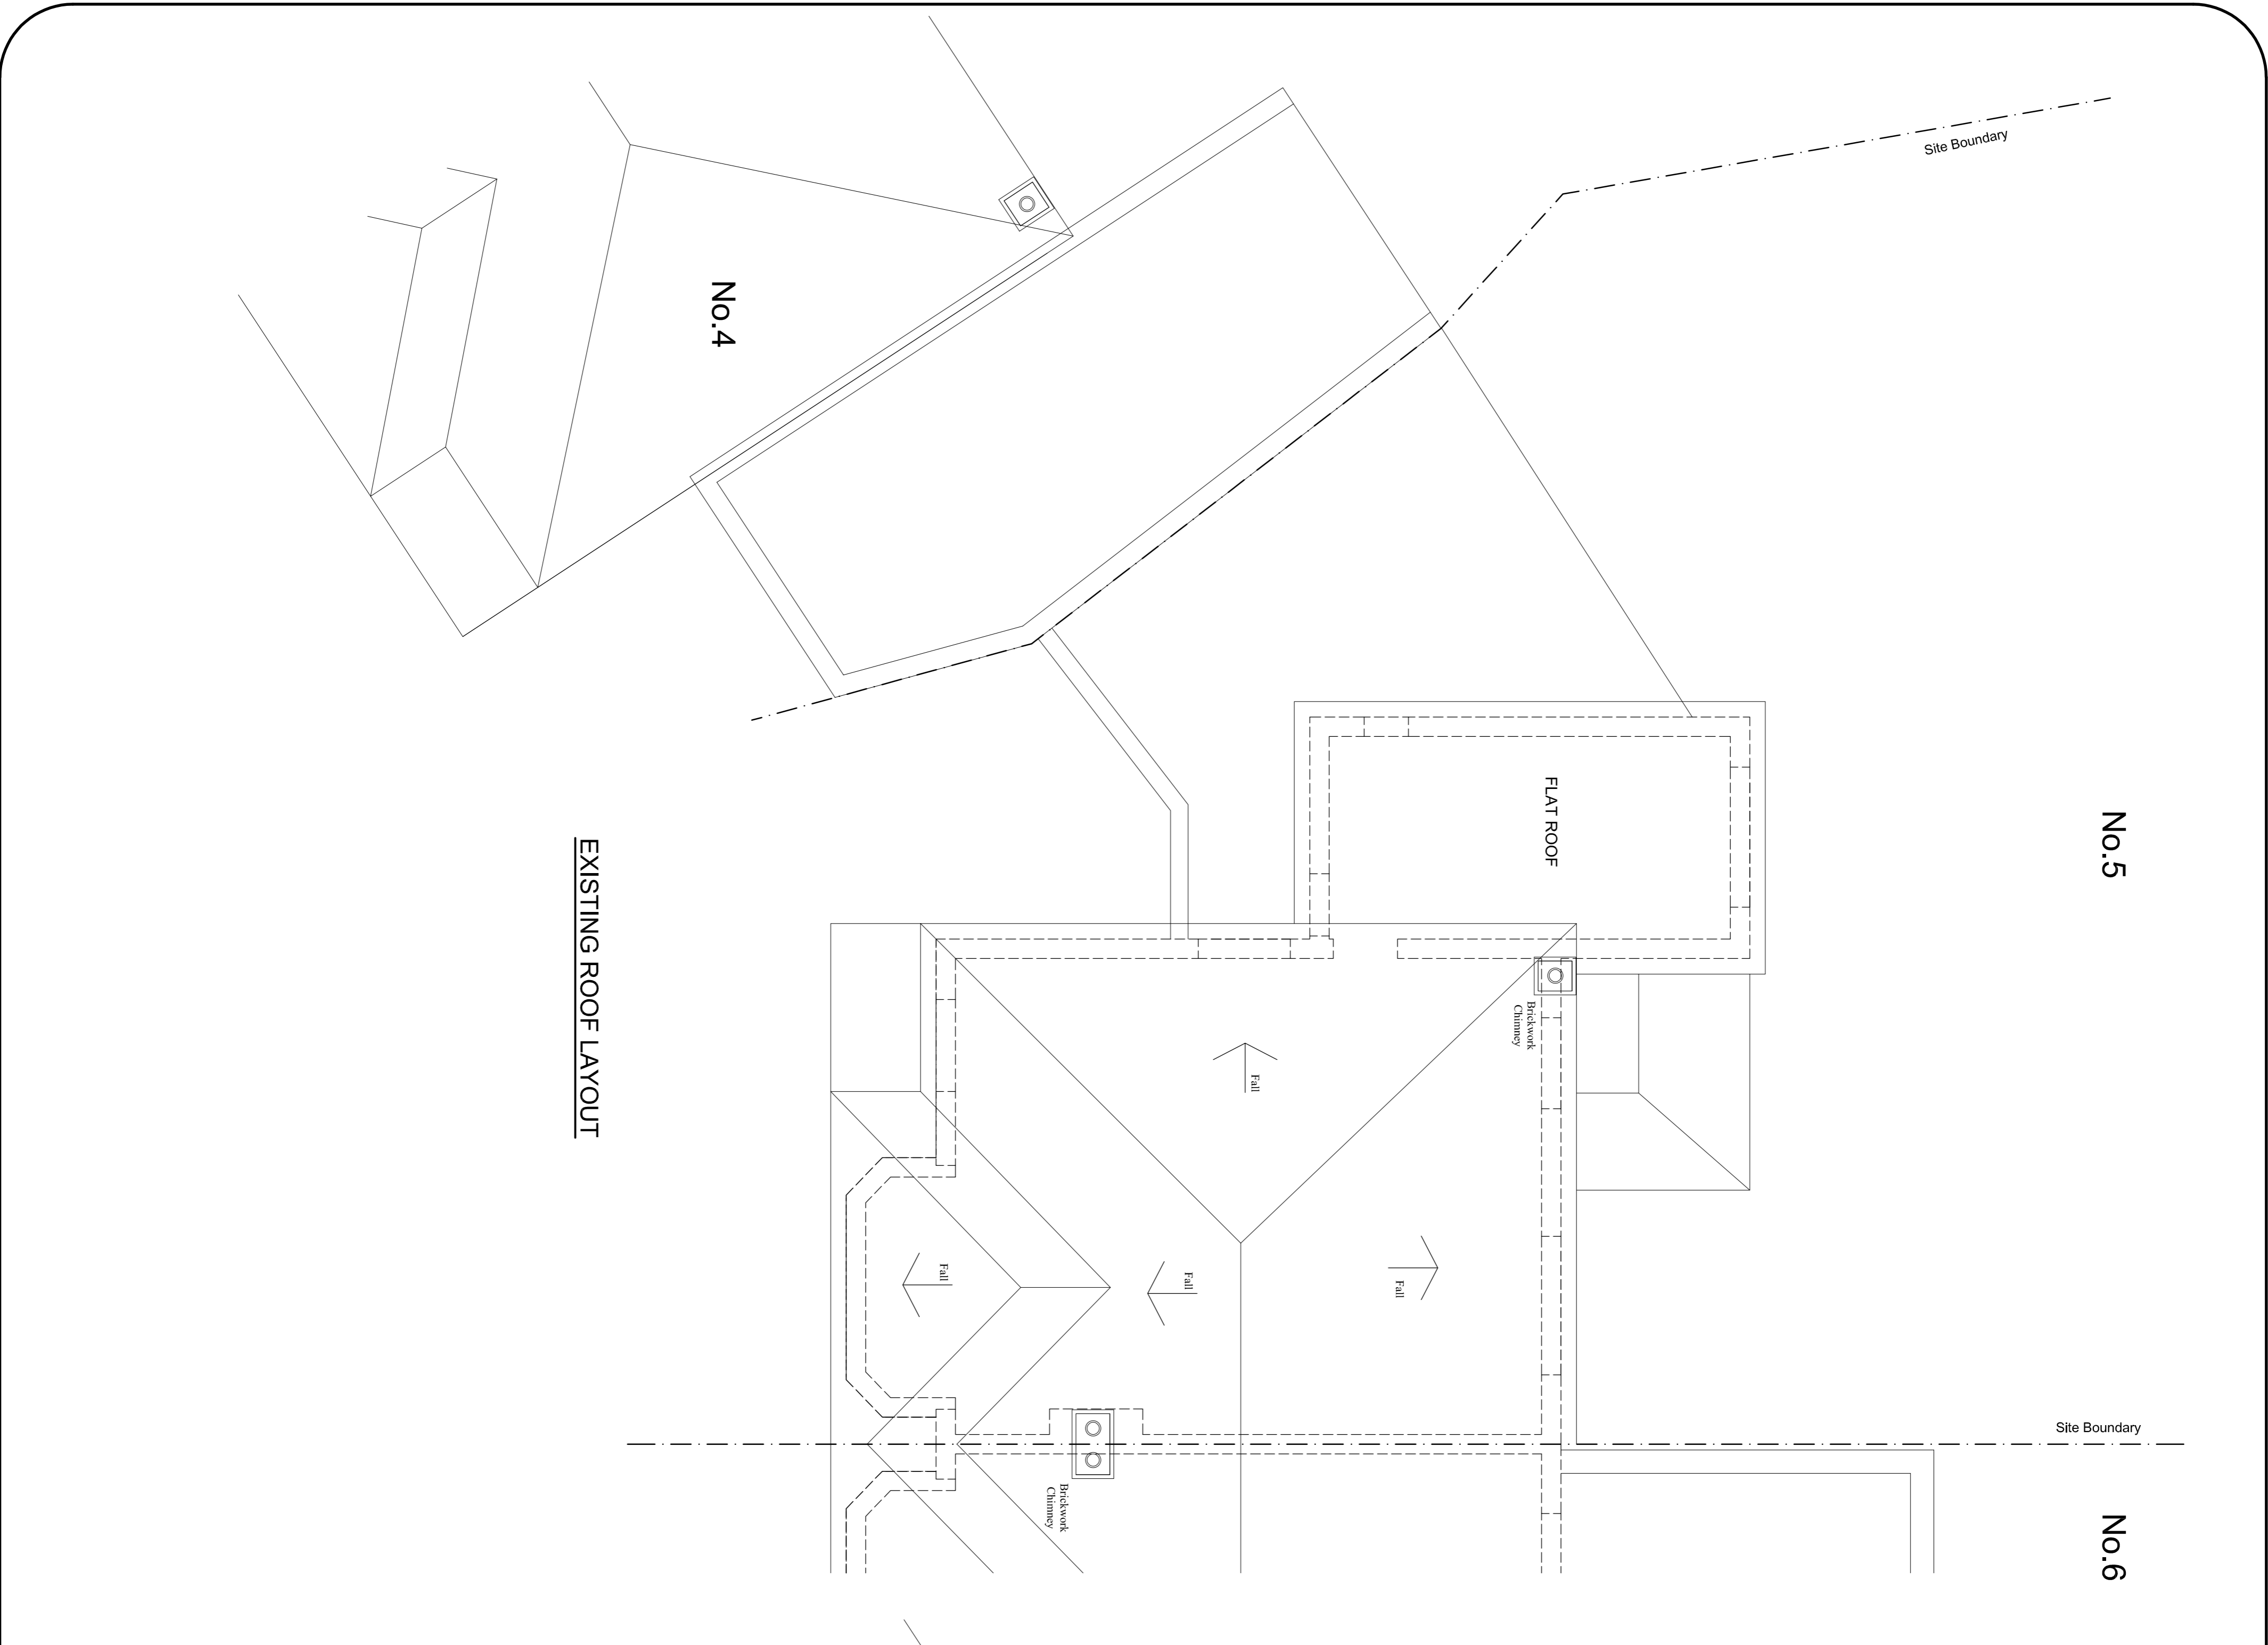 Site Boundary
No.4
No.5
FLAT ROOF
EXISTING ROOF LAYOUT
Brickwork
Chimney
Fall
Fall
Fall
Fall
Site Boundary
Brickwork
Chimney
No.6